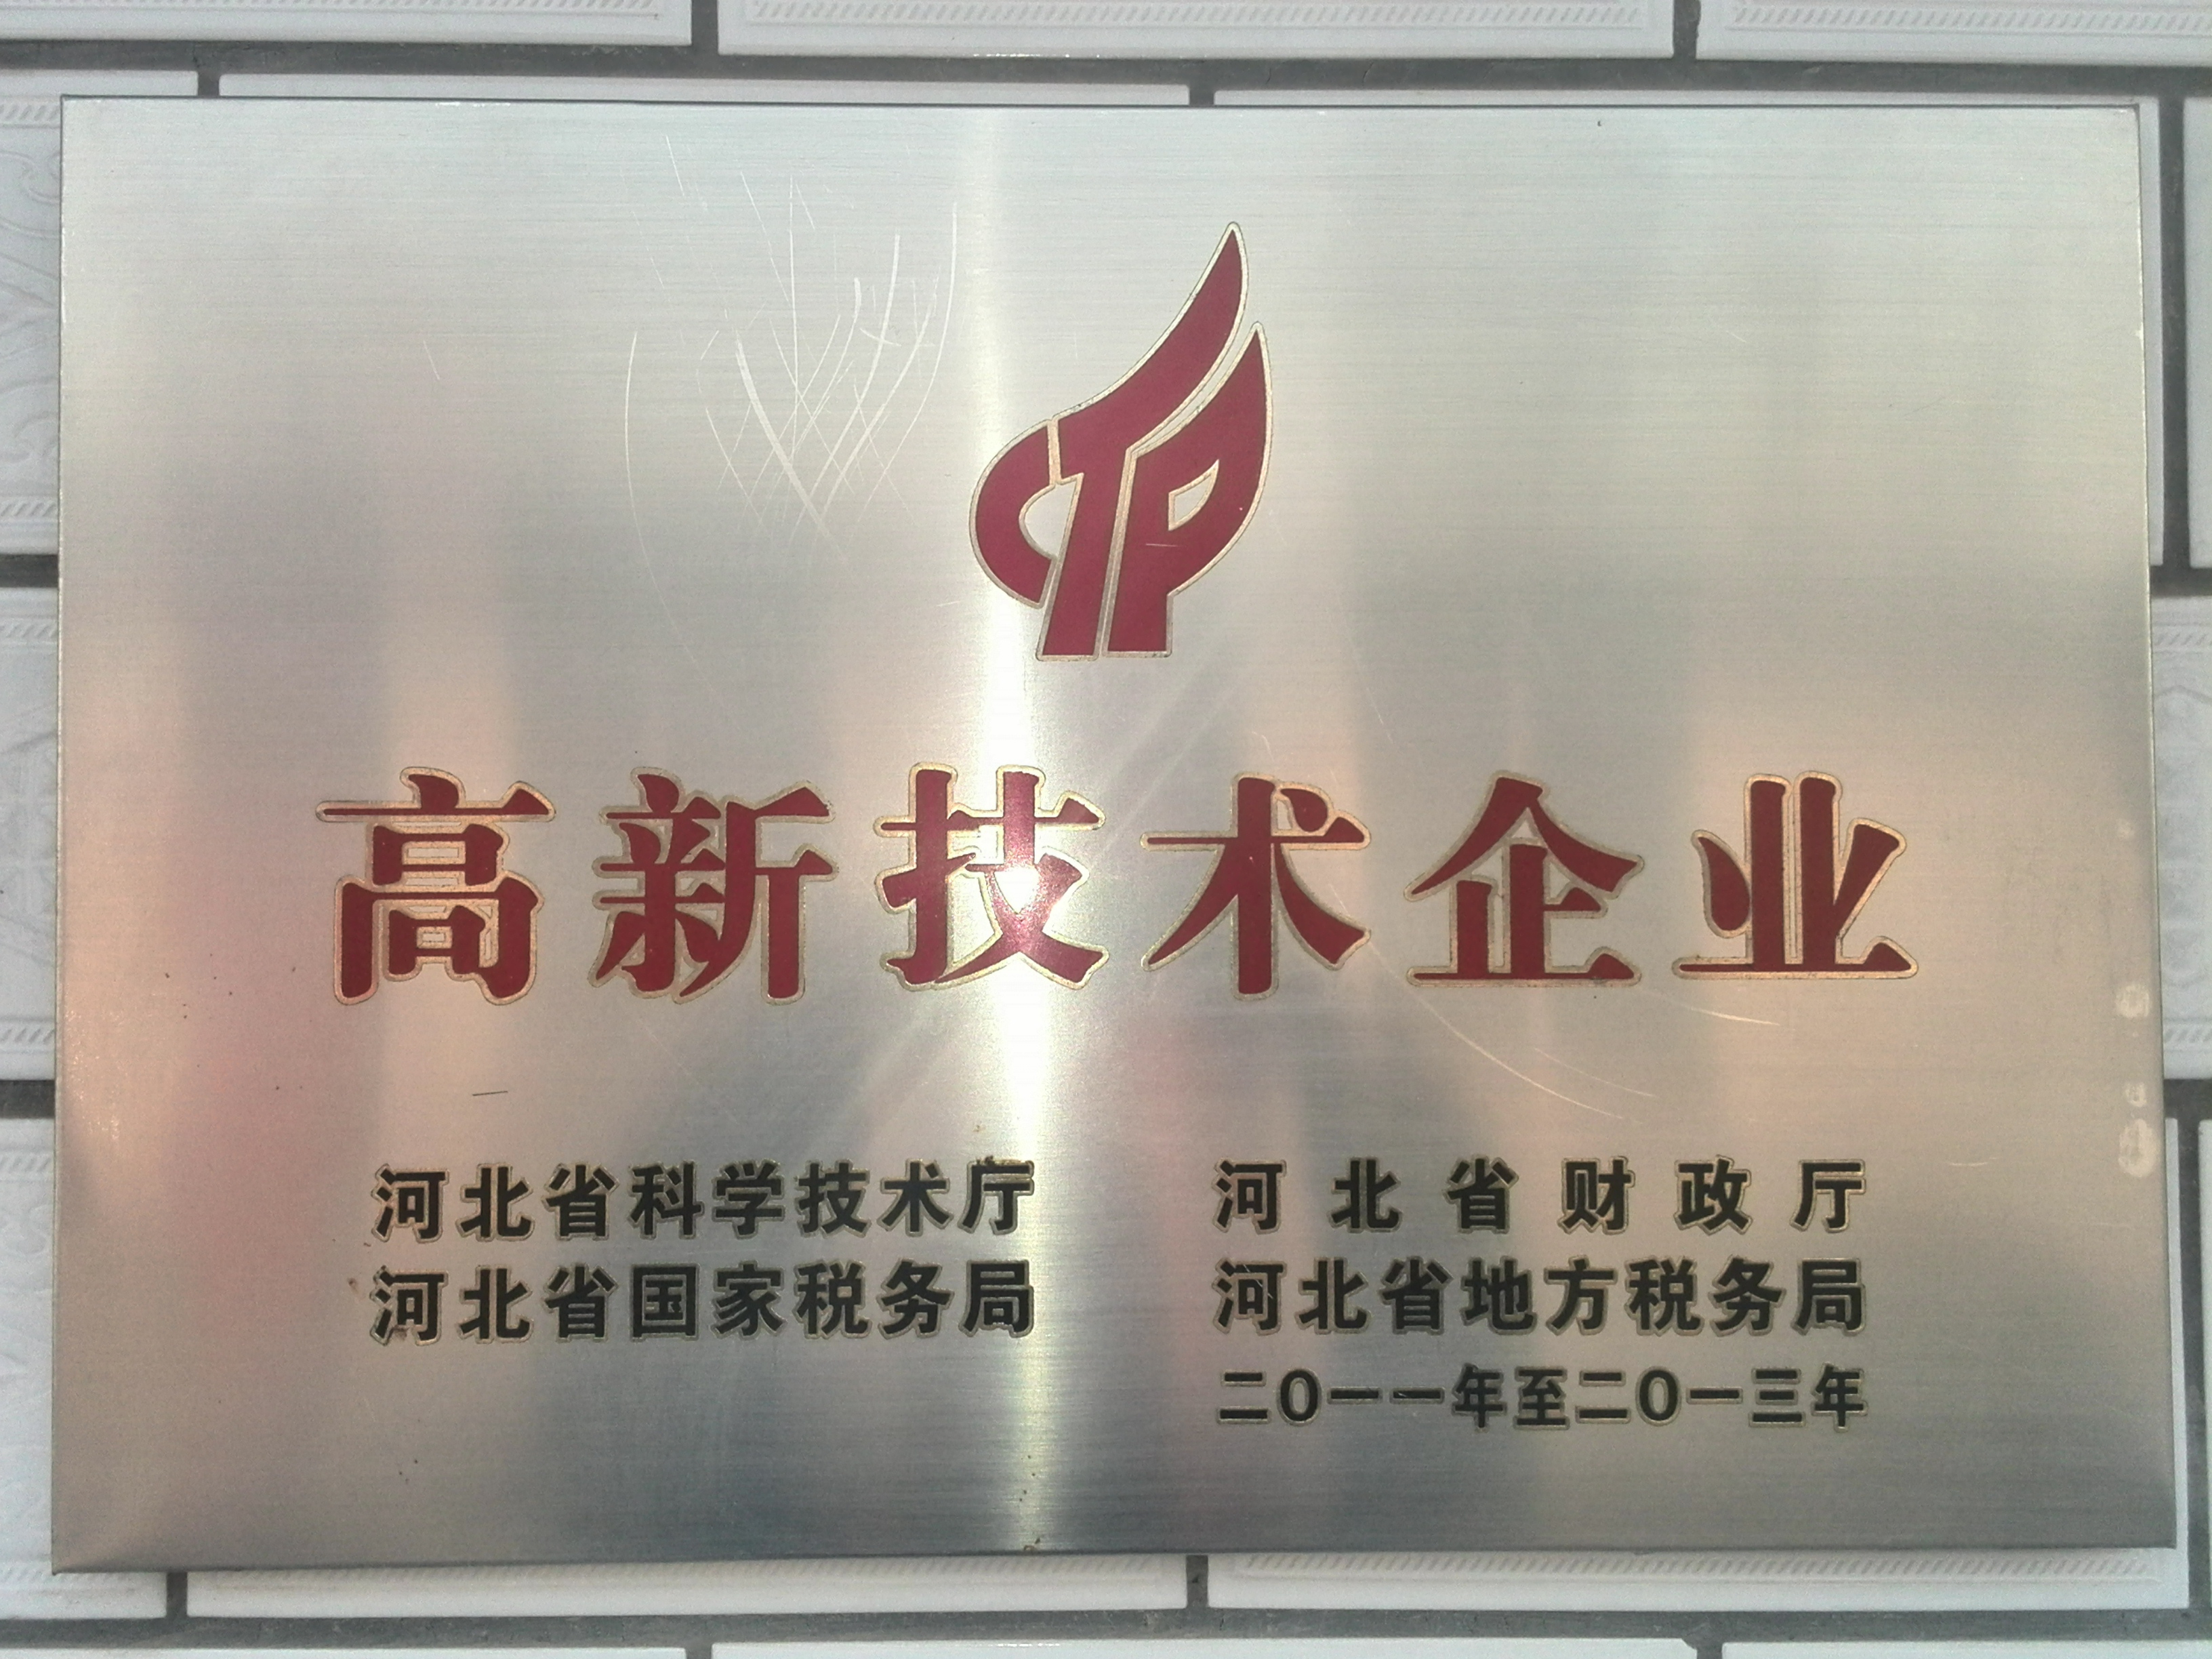 CTP
高新技术企业
河北省科学技术厅 河北省财政厅
河北省国家税务局 河北省地方税务局
二〇一一年至二〇一三年